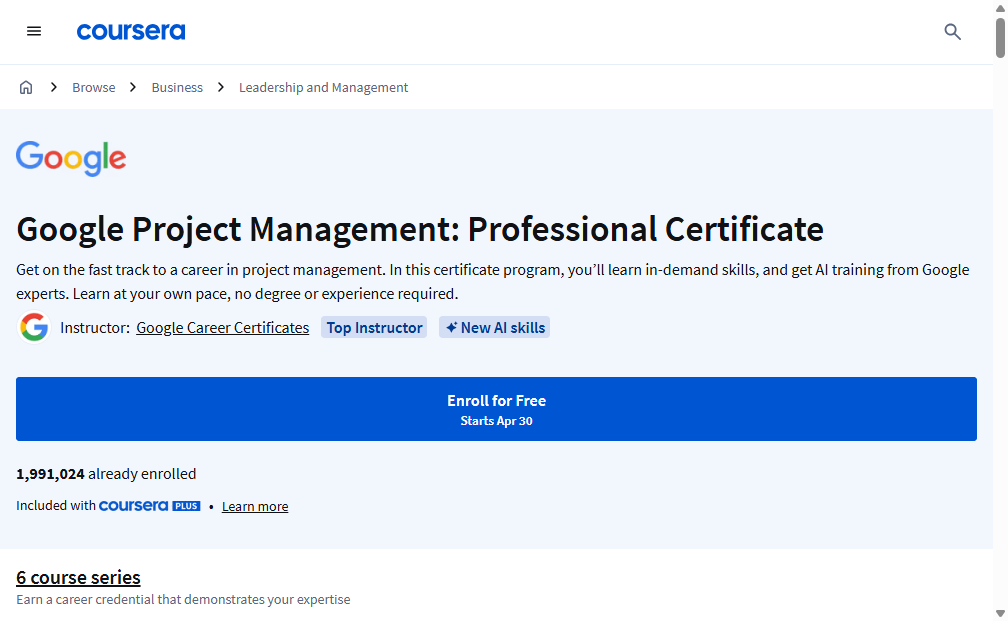 coursera
Browse
Business
Leadership and Management
Google
Google Project Management: Professional Certificate
Get on the fast track to a career in project management. In this certificate program, you’ll learn in-demand skills, and get AI training from Google
experts. Learn at your own pace, no degree or experience required.
Instructor: Google Career Certificates Top Instructor New AI skills
Enroll for Free
Starts Apr 30
1,991,024 already enrolled
Included with coursera PLUS • Learn more
6 course series
Earn a career credential that demonstrates your expertise